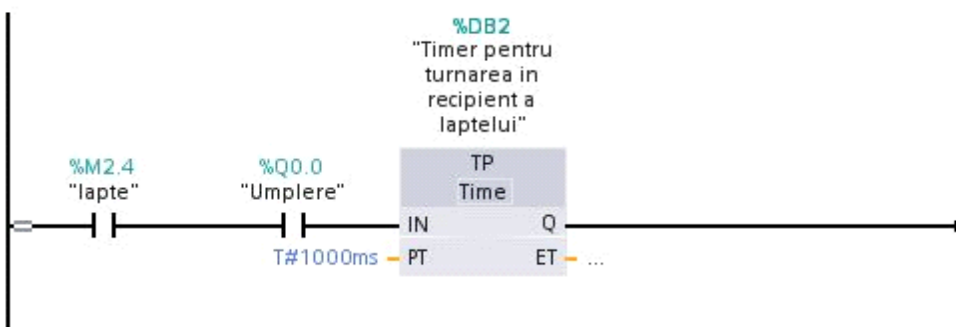 %DB2
"Timer pentru
turnarea in
recipient a
laptelui"
%M2.4
"lapte"
%Q0.0
"Umplere"
TP
Time
IN Q
T#1000ms PT ET ...